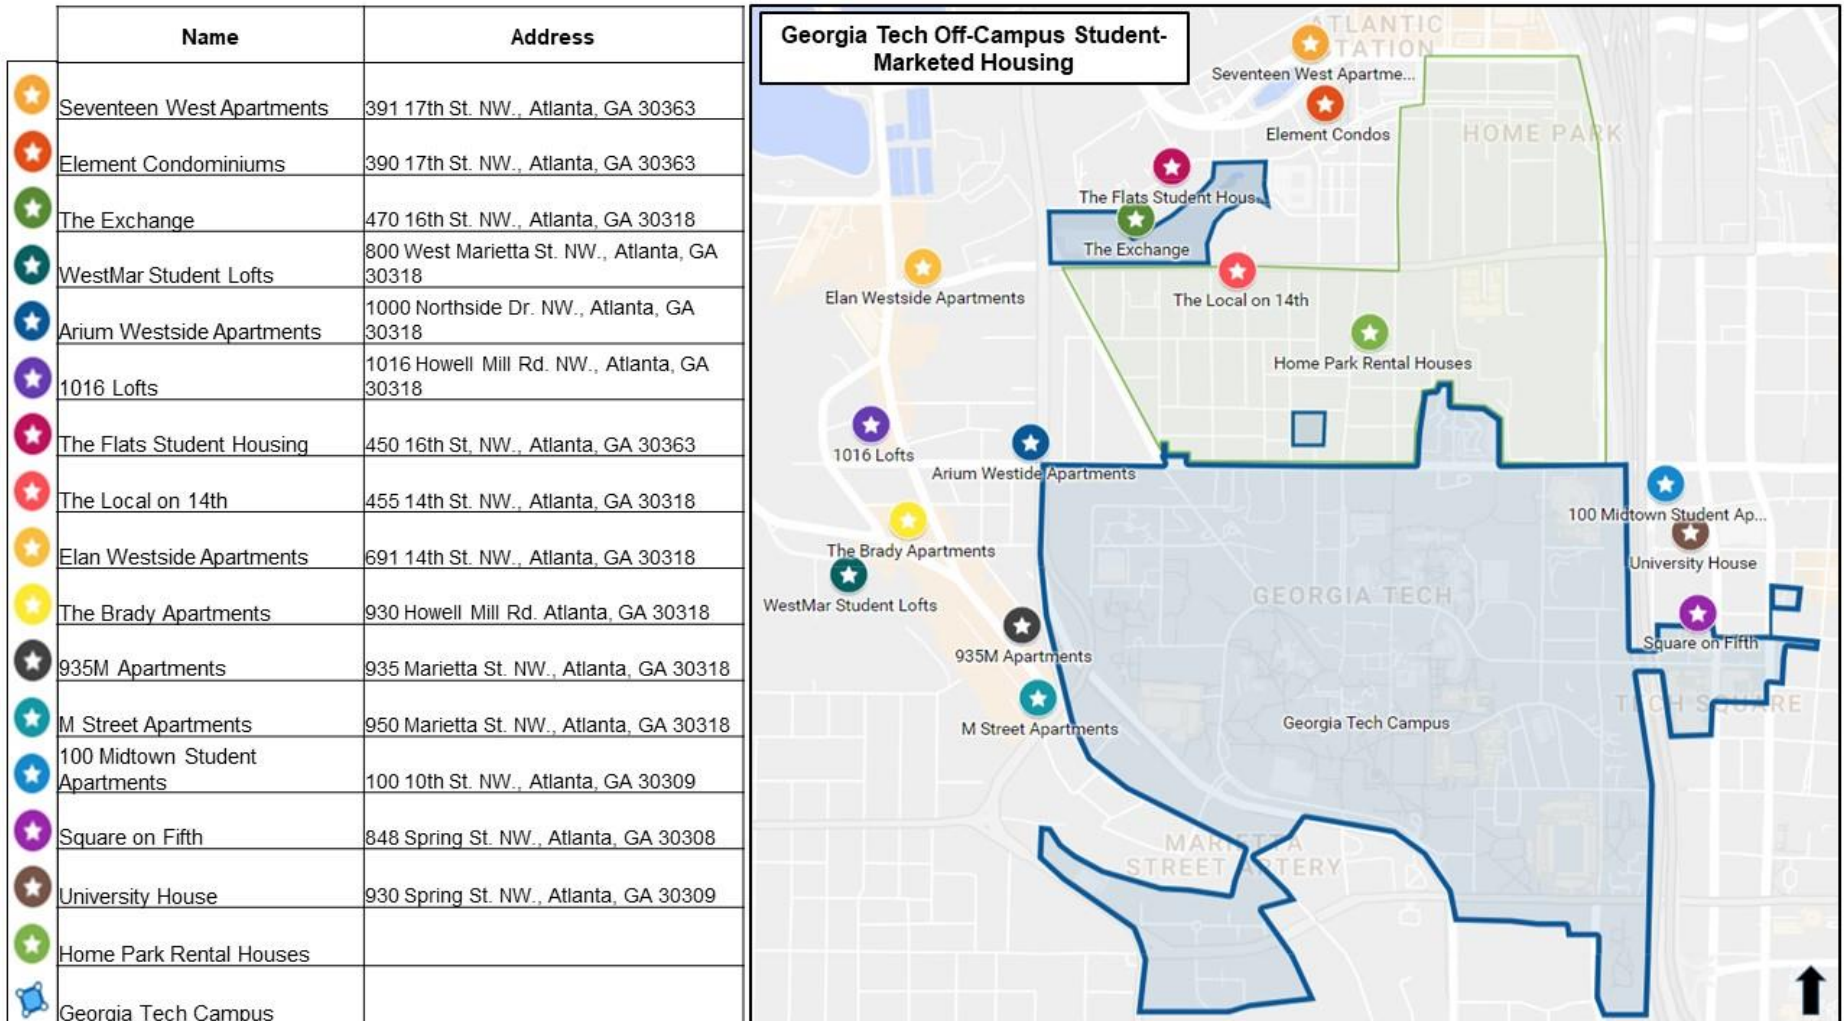 Name
Address
Seventeen West Apartments
391 17th St. NW., Atlanta, GA 30363
Element Condominiums
390 17th St. NW., Atlanta, GA 30363
The Exchange
470 16th St. NW., Atlanta, GA 30318
WestMar Student Lofts
800 West Marietta St. NW., Atlanta, GA
30318
Arium Westside Apartments
1000 Northside Dr. NW., Atlanta, GA
30318
1016 Lofts
1016 Howell Mill Rd. NW., Atlanta, GA
30318
The Flats Student Housing
450 16th St, NW., Atlanta, GA 30363
The Local on 14th
455 14th St. NW., Atlanta, GA 30318
Elan Westside Apartments
691 14th St. NW., Atlanta, GA 30318
The Brady Apartments
930 Howell Mill Rd. Atlanta, GA 30318
935M Apartments
935 Marietta St. NW., Atlanta, GA 30318
M Street Apartments
950 Marietta St. NW., Atlanta, GA 30318
100 Midtown Student
Apartments
100 10th St. NW., Atlanta, GA 30309
Square on Fifth
848 Spring St. NW., Atlanta, GA 30308
University House
930 Spring St. NW., Atlanta, GA 30309
Home Park Rental Houses
Georgia Tech Campus
Georgia Tech Off-Campus Student-
Marketed Housing
ATLANTIC
STATION
Seventeen West Apartme...
Element Condos
HOME PARK
The Flats Student Hous...
The Exchange
Elan Westside Apartments
The Local on 14th
Home Park Rental Houses
1016 Lofts
Arium Westide Apartments
100 Midtown Student Ap...
The Brady Apartments
University House
WestMar Student Lofts
GEORGIA TECH
Square on Fifth
935M Apartments
TECH SQUARE
M Street Apartments
Georgia Tech Campus
MARIETTA
STREET ARTERY